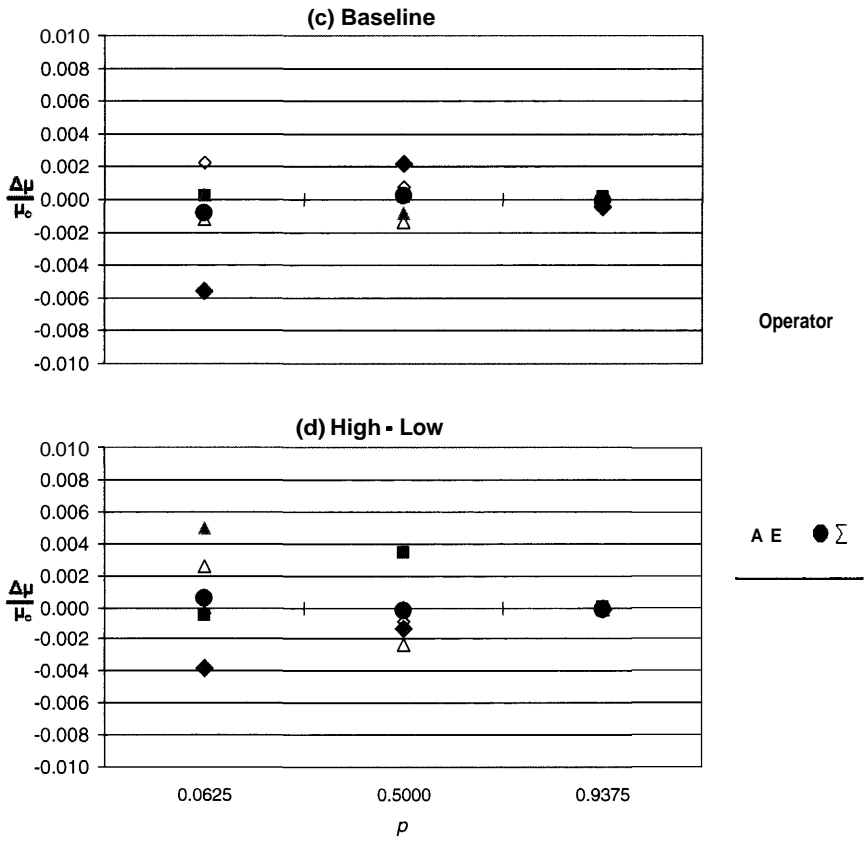 (c) Baseline
0.010
0.008
0.006
0.004
0.002
0.000
-0.002
-0.004
-0.006
-0.008
-0.010
Δμ
μc
Operator
(d) High - Low
0.010
0.008
0.006
0.004
0.002
0.000
-0.002
-0.004
-0.006
-0.008
-0.010
Δμ
μc
A E Σ
0.0625 0.5000 0.9375
p